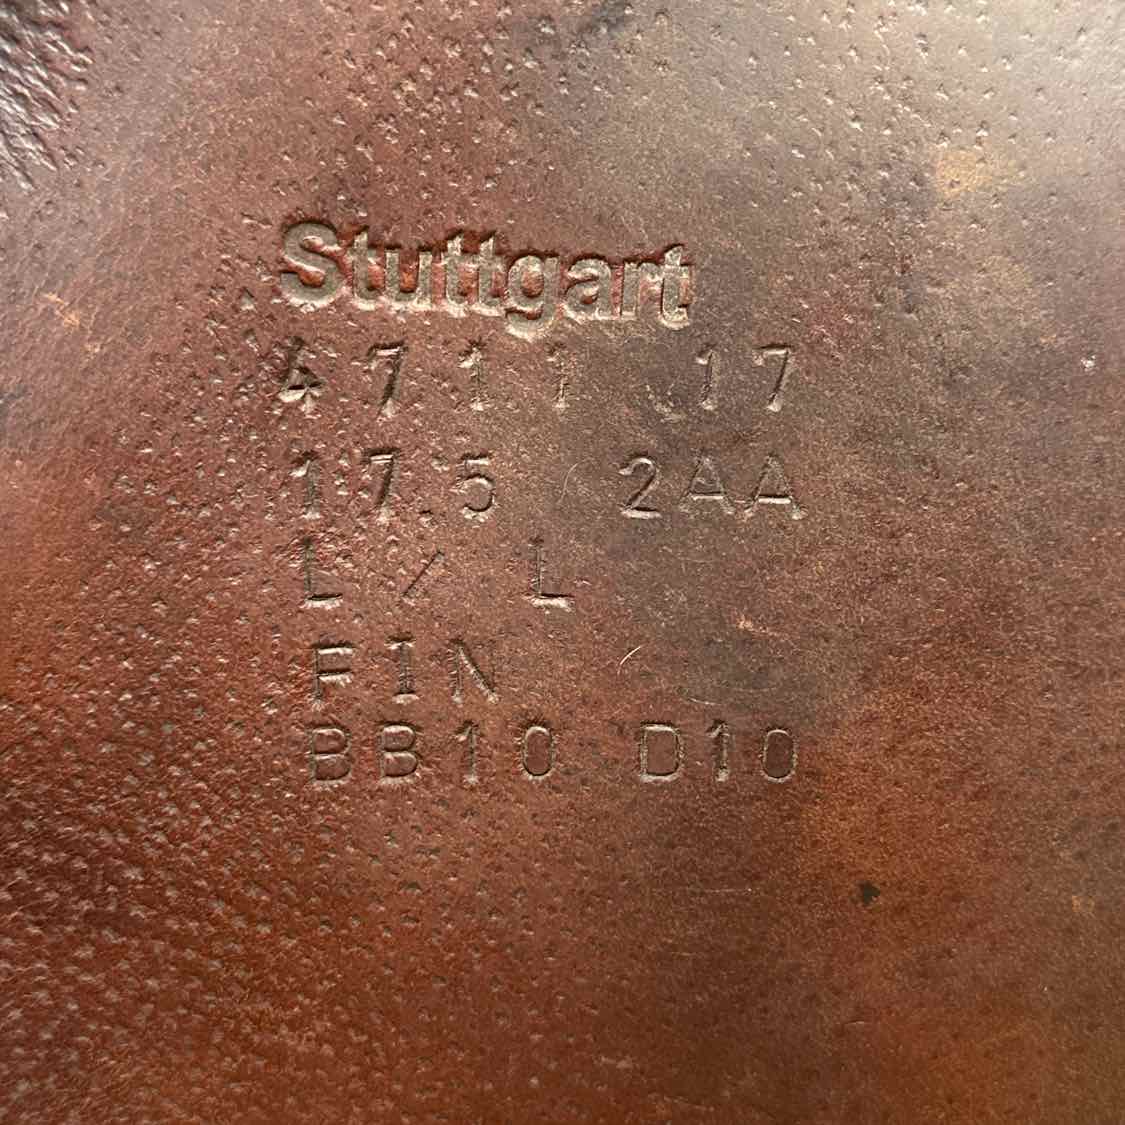 Stuttgart
4711 17
17.5 2AA
L / L
FIN
BB10 D10